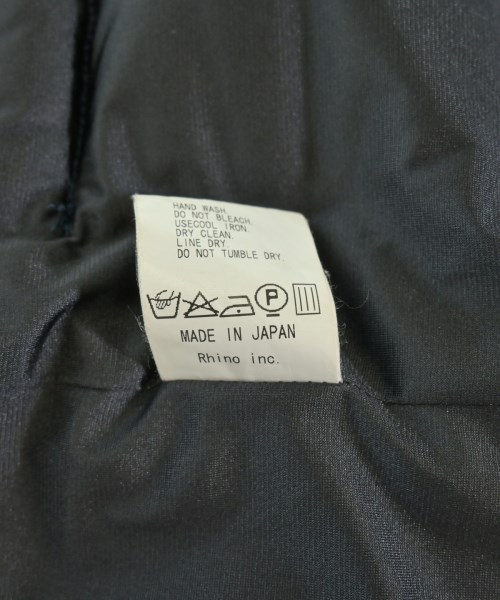 HAND WASH.
DO NOT BLEACH.
USECOOL IRON.
DRY CLEAN.
LINE DRY.
DO NOT TUMBLE DRY.
P
MADE IN JAPAN
Rhino inc.